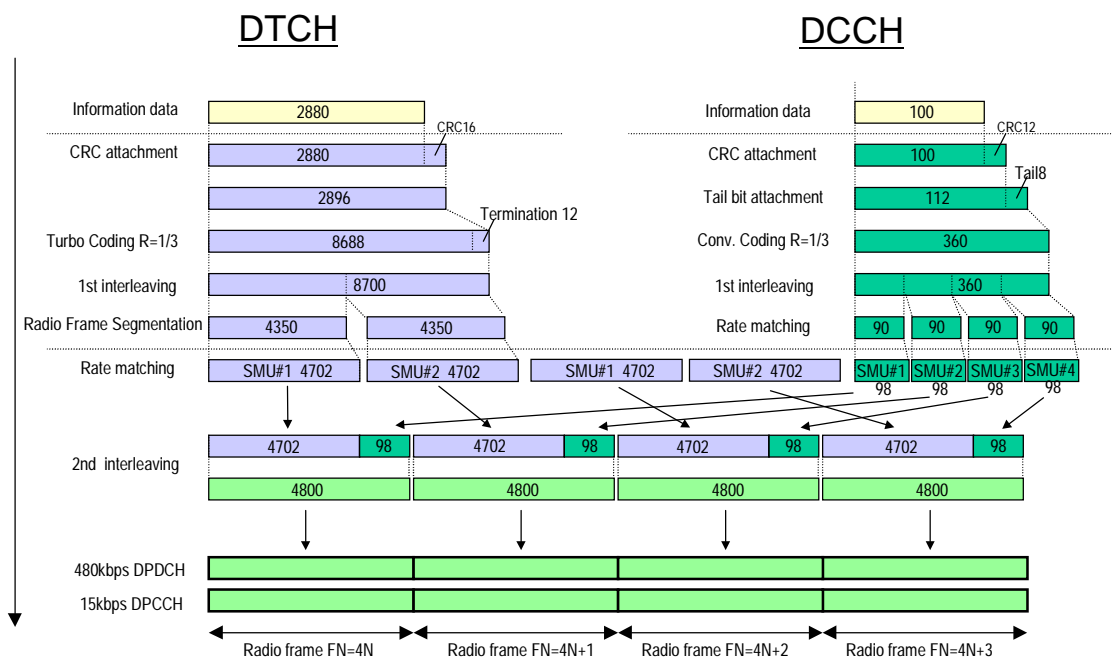 DTCH DCCH
Information data 2880 Information data 100
CRC16 CRC12
CRC attachment 2880 CRC attachment 100
Tail8
2896 Tail bit attachment 112
Termination 12
Turbo Coding R=1/3 8688 Conv. Coding R=1/3 360
1st interleaving 8700 1st interleaving 360
Radio Frame Segmentation 4350 4350 Rate matching 90 90 90 90
Rate matching SMU#1 4702 SMU#2 4702 SMU#1 4702 SMU#2 4702 SMU#1 SMU#2 SMU#3 SMU#4
98 98 98 98
4702 98 4702 98 4702 98 4702 98
2nd interleaving
4800 4800 4800 4800
480kbps DPDCH
15kbps DPCCH
Radio frame FN=4N Radio frame FN=4N+1 Radio frame FN=4N+2 Radio frame FN=4N+3